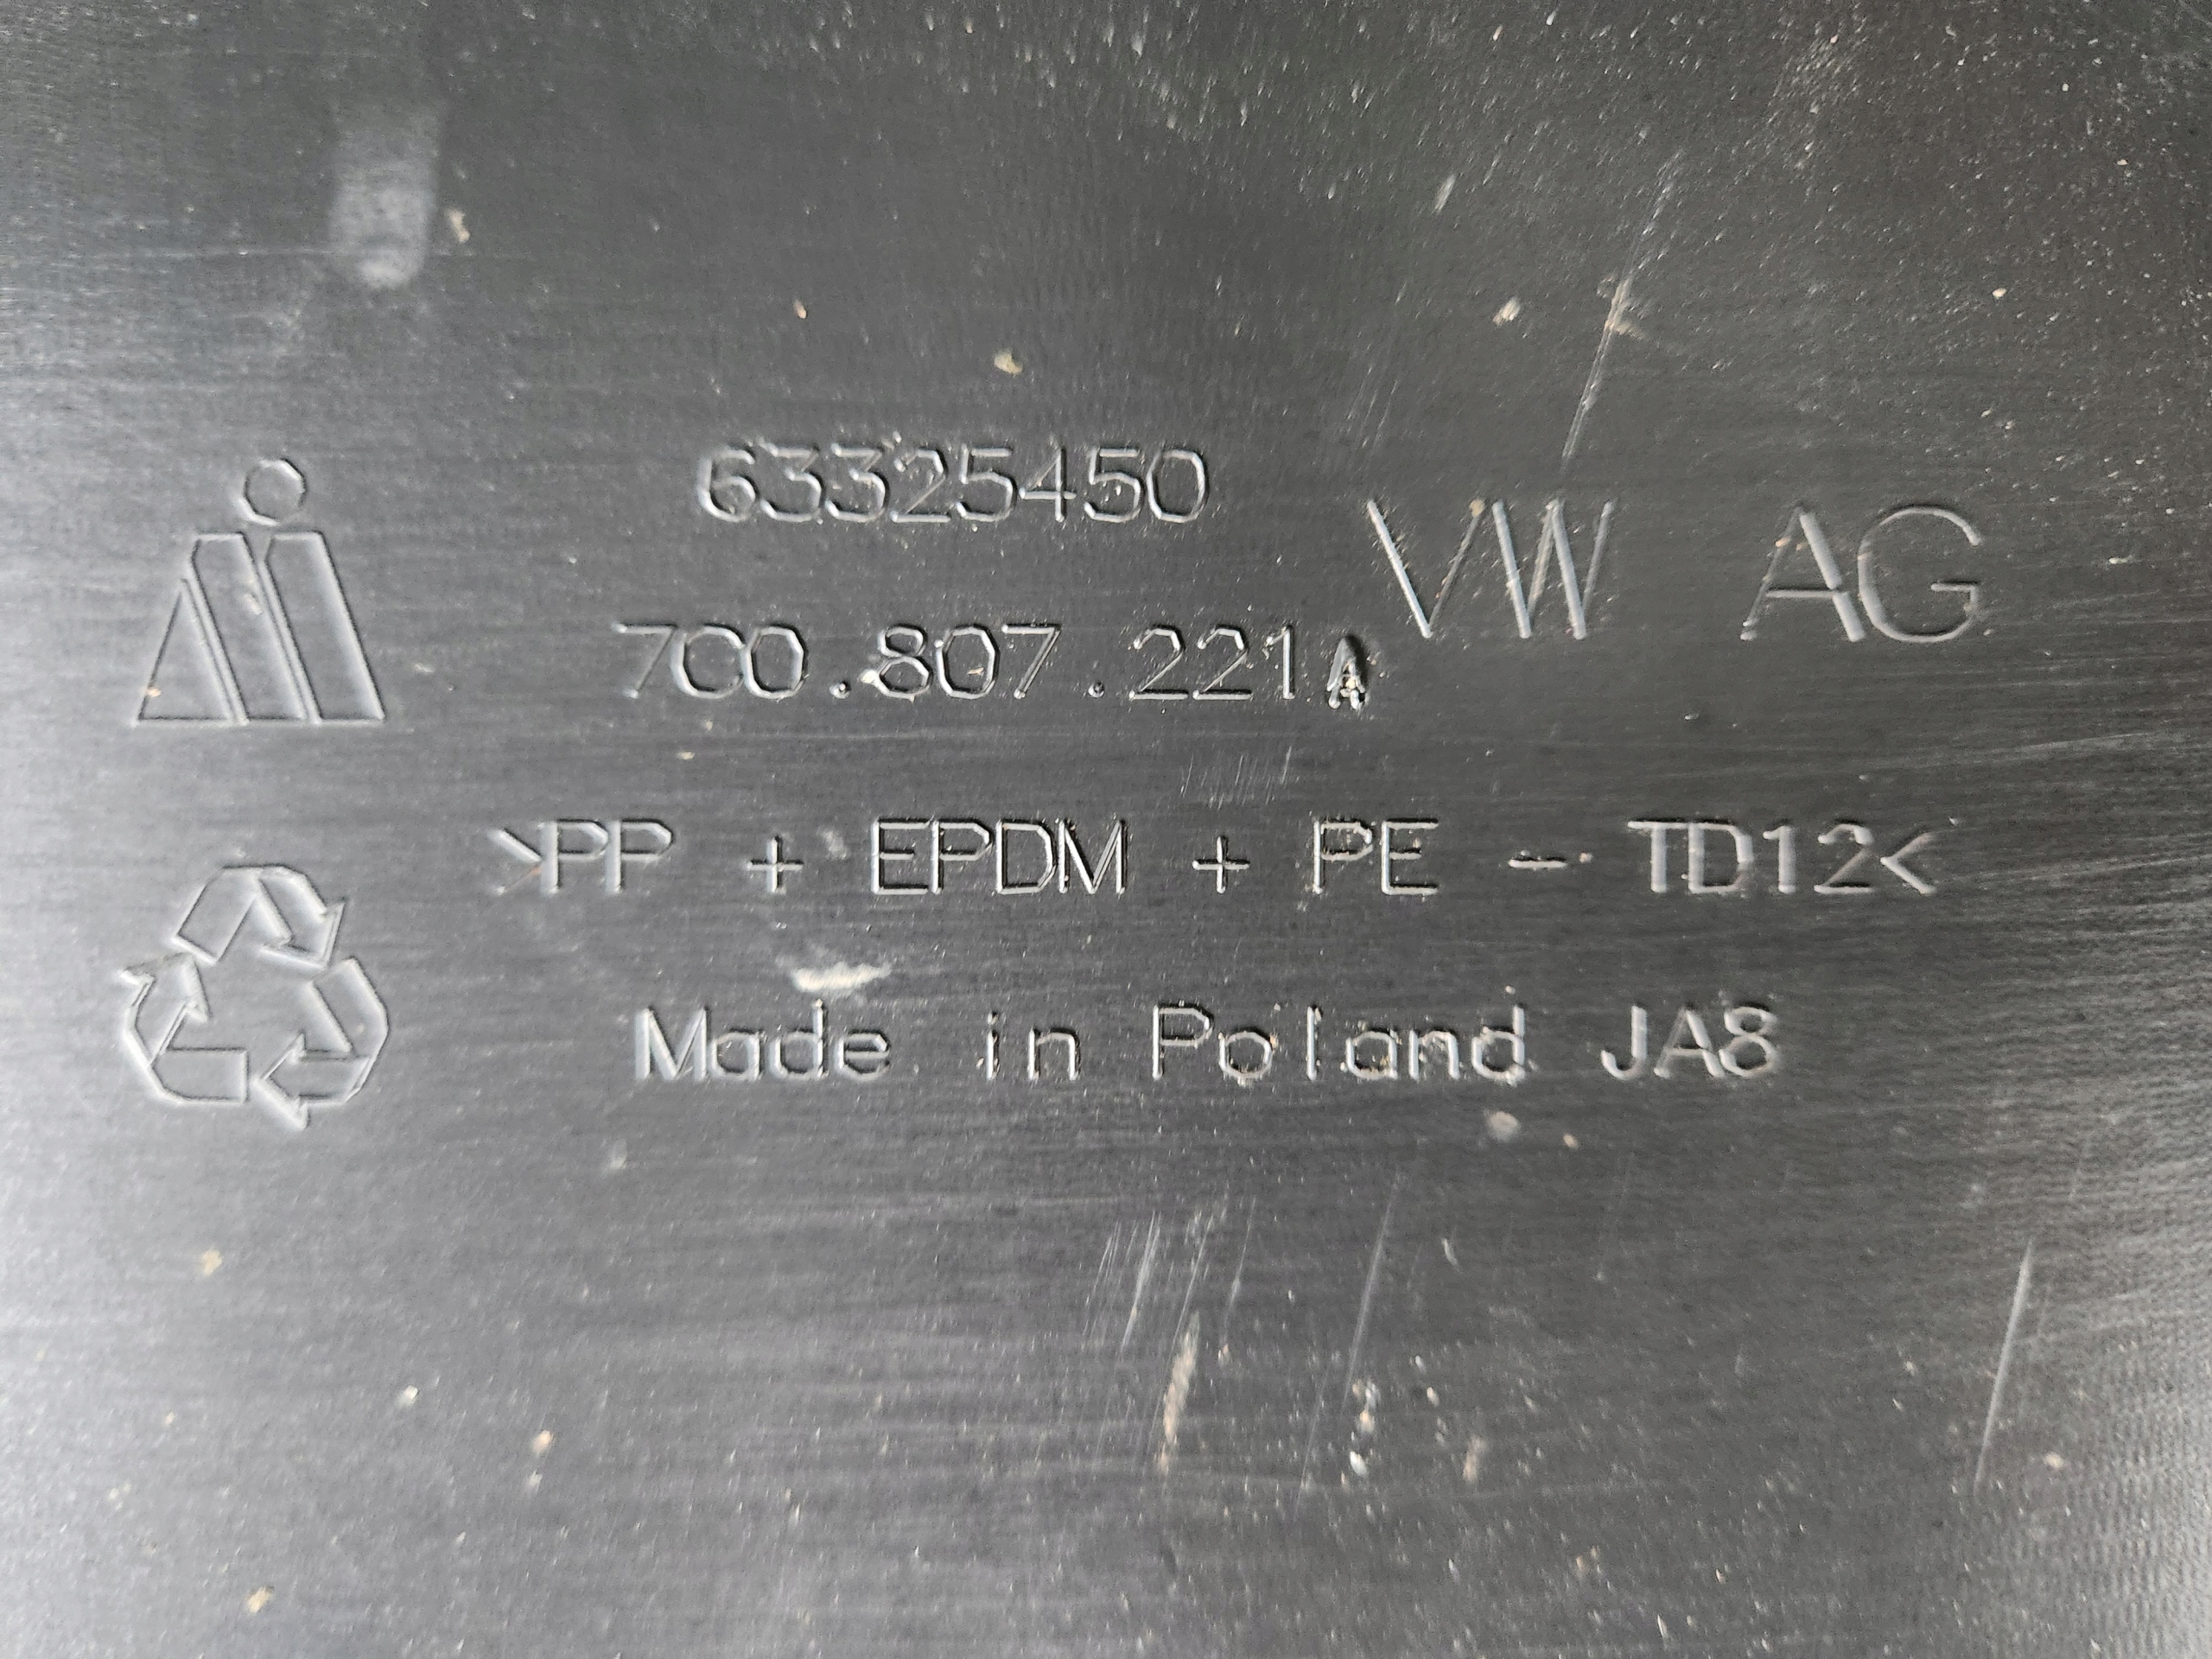 63325450
VW AG
7C0.807.221A
>PP + EPDM + PE - TD12<
Made in Poland JA8